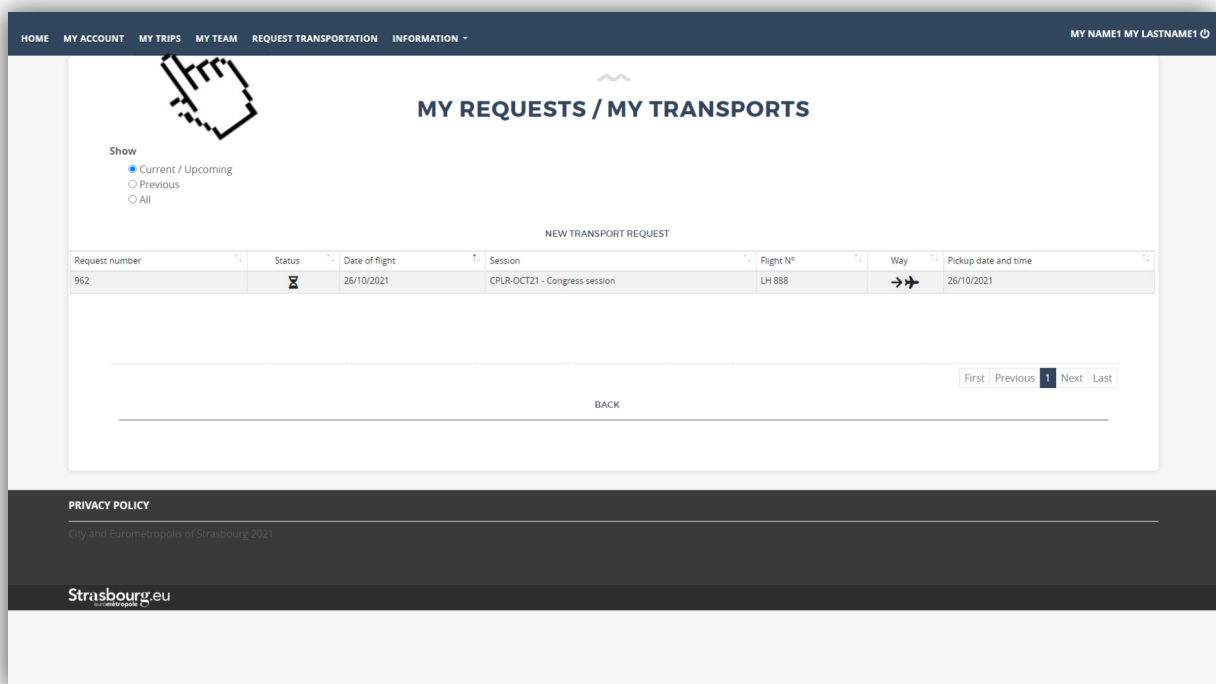 HOME MY ACCOUNT MY TRIPS MY TEAM REQUEST TRANSPORTATION INFORMATION MY NAME1 MY LASTNAME1
MY REQUESTS / MY TRANSPORTS
Show
Current / Upcoming
Previous
All
NEW TRANSPORT REQUEST
Request number Status Date of flight Session Flight N° Way Pickup date and time
962 26/10/2021 CPLR-OCT21 - Congress session LH 888 26/10/2021
First Previous 1 Next Last
BACK
PRIVACY POLICY
City and Eurometropolis of Strasbourg 2021
Strasbourg.eu
eurométropole